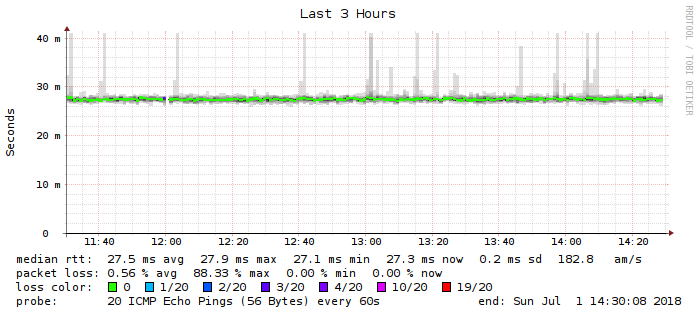 Last 3 Hours
RRDTOOL / TOBI OETIKER
Seconds
40 m
30 m
20 m
10 m
0
11:40 12:00 12:20 12:40 13:00 13:20 13:40 14:00 14:20
median rtt: 27.5 ms avg 27.9 ms max 27.1 ms min 27.3 ms now 0.2 ms sd 182.8 am/s
packet loss: 0.56 % avg 88.33 % max 0.00 % min 0.00 % now
loss color: 0 1/20 2/20 3/20 4/20 10/20 19/20
probe: 20 ICMP Echo Pings (56 Bytes) every 60s end: Sun Jul 1 14:30:08 2018